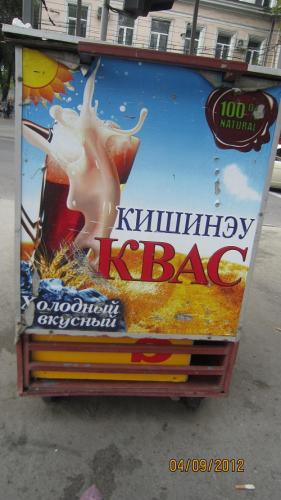 100%
NATURAL
КИШИНЭУ
КВАС
Холодный
вкусный
04/09/2012